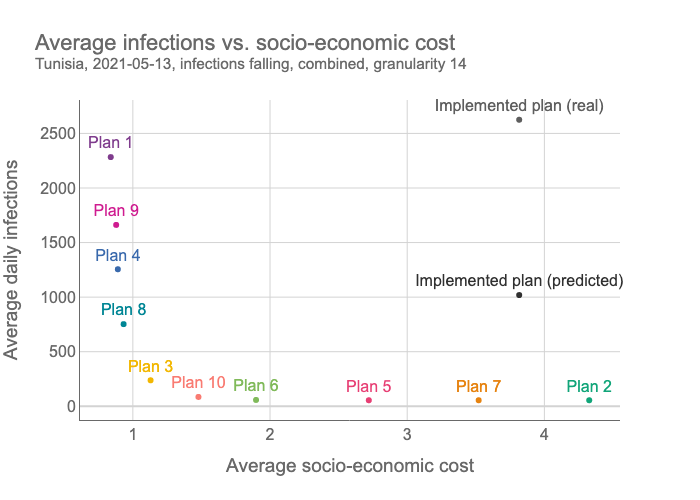 Average infections vs. socio-economic cost
Tunisia, 2021-05-13, infections falling, combined, granularity 14
Implemented plan (real)
2500
Plan 1
2000
Plan 9
1500
Plan 4
Implemented plan (predicted)
1000
Plan 8
500
Plan 3
Plan 10
Plan 6
Plan 5
Plan 7
Plan 2
0
1
2
3
4
Average daily infections
Average socio-economic cost